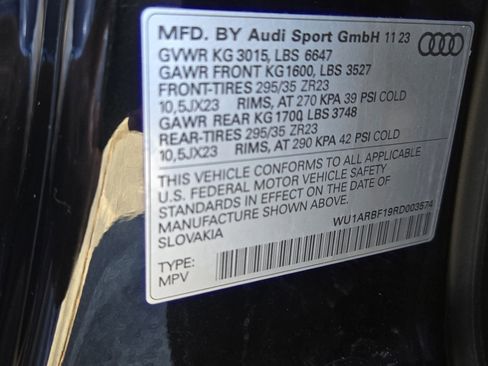 MFD. BY Audi Sport GmbH 11 23
GVWR KG 3015, LBS 6647
GAWR FRONT KG1600, LBS 3527
FRONT-TIRES 295/35 ZR23
10,5JX23 RIMS, AT 270 KPA 39 PSI COLD
GAWR REAR KG1700, LBS 3748
REAR-TIRES 295/35 ZR23
10,5JX23 RIMS, AT 290 KPA 42 PSI COLD
THIS VEHICLE CONFORMS TO ALL APPLICABLE
U.S. FEDERAL MOTOR VEHICLE SAFETY
STANDARDS IN EFFECT ON THE DATE OF
MANUFACTURE SHOWN ABOVE
SLOVAKIA
WU1ARBF19RD003574
TYPE:
MPV